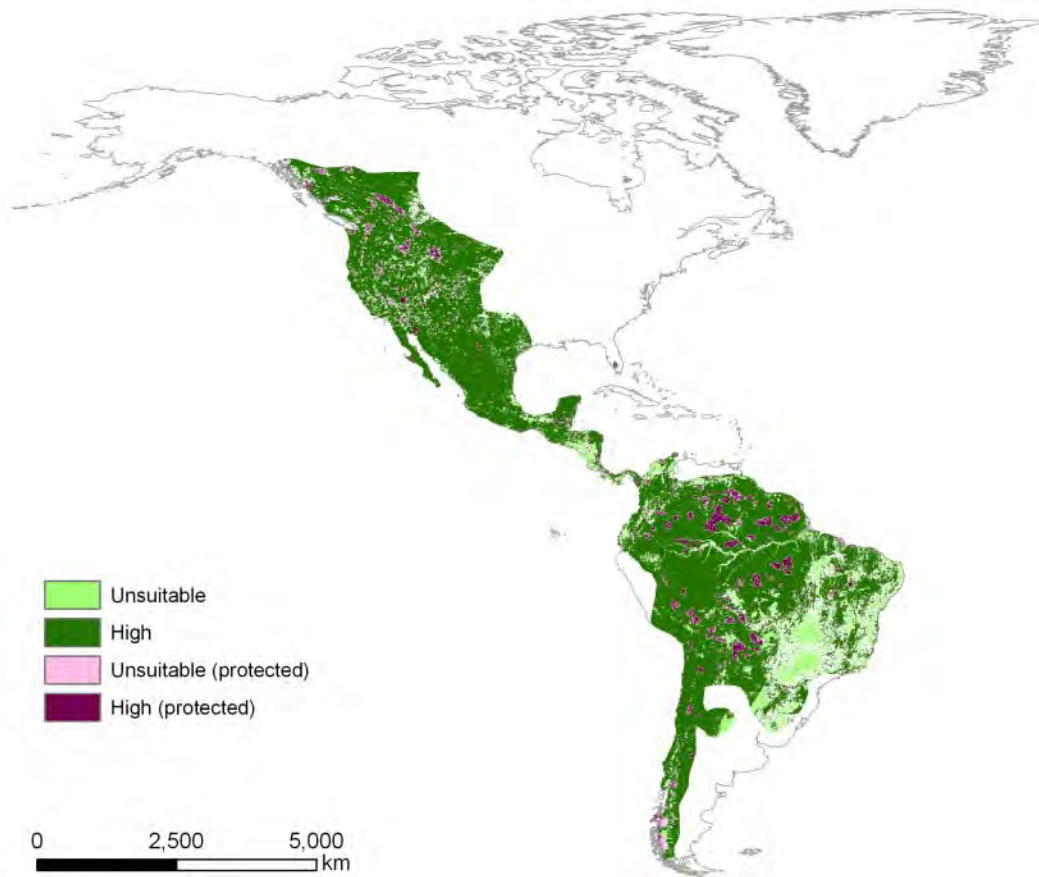 Unsuitable
High
Unsuitable (protected)
High (protected)
0 2,500 5,000
km